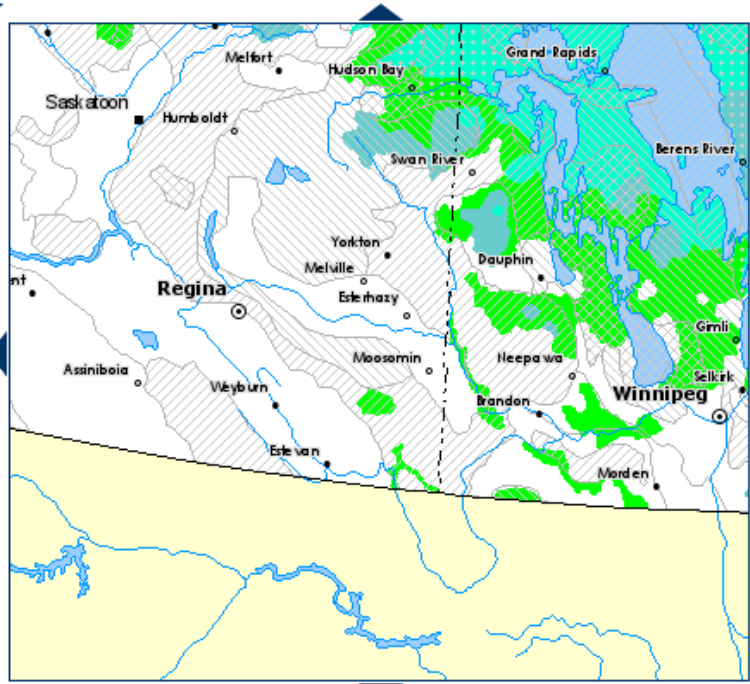 Grand Rapids
Melfort
Hudson Bay
Saskatoon
Humboldt
Berens River
Swan River
Yorkton
Dauphin
Melville
nt
Regina
Esterhazy
Gimli
Moosomin
Neepawa
Assiniboia
Selkirk
Weyburn
Winnipeg
Brandon
Estevan
Morden